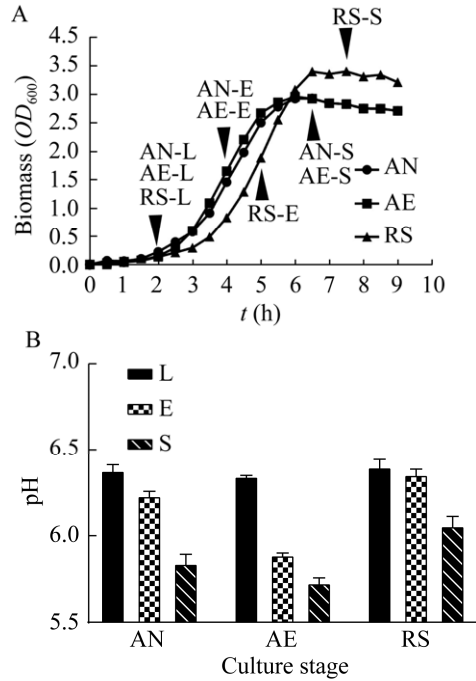 A
Biomass (OD600)
4.0
3.5
3.0
2.5
2.0
1.5
1.0
0.5
0.0
RS-S
AN-E
AE-E
AN-L
AE-L
RS-L
AN-S
AE-S
RS-E
AN
AE
RS
0 1 2 3 4 5 6 7 8 9 10
t (h)
B
pH
7.0
6.5
6.0
5.5
L
E
S
AN AE RS
Culture stage